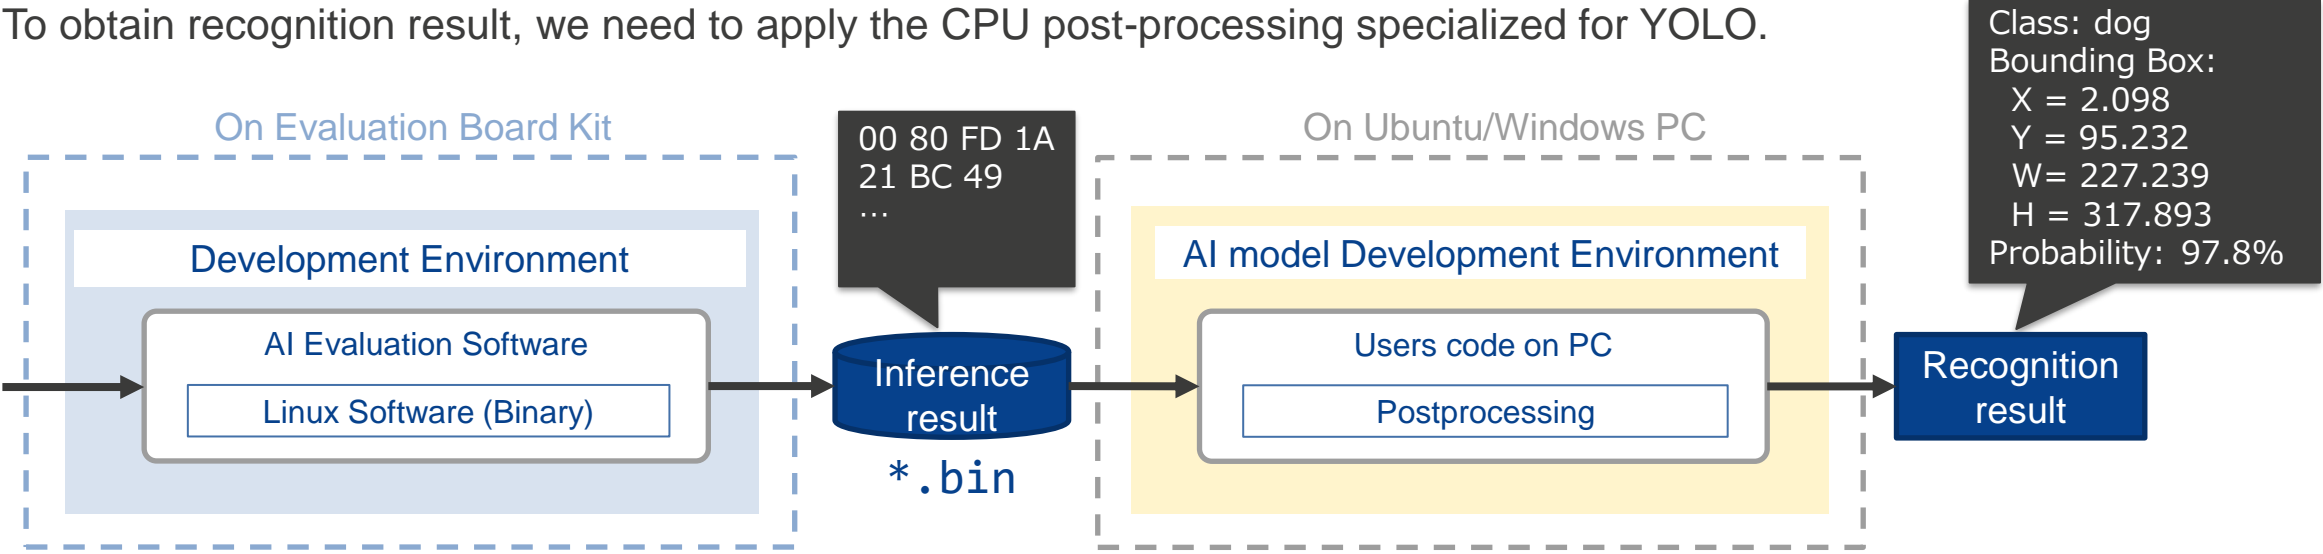 To obtain recognition result, we need to apply the CPU post-processing specialized for YOLO.
On Evaluation Board Kit
Development Environment
AI Evaluation Software
Linux Software (Binary)
00 80 FD 1A
21 BC 49
...
Inference
result
*.bin
On Ubuntu/Windows PC
AI model Development Environment
Users code on PC
Postprocessing
Class: dog
Bounding Box:
X = 2.098
Y = 95.232
W= 227.239
H = 317.893
Probability: 97.8%
Recognition
result